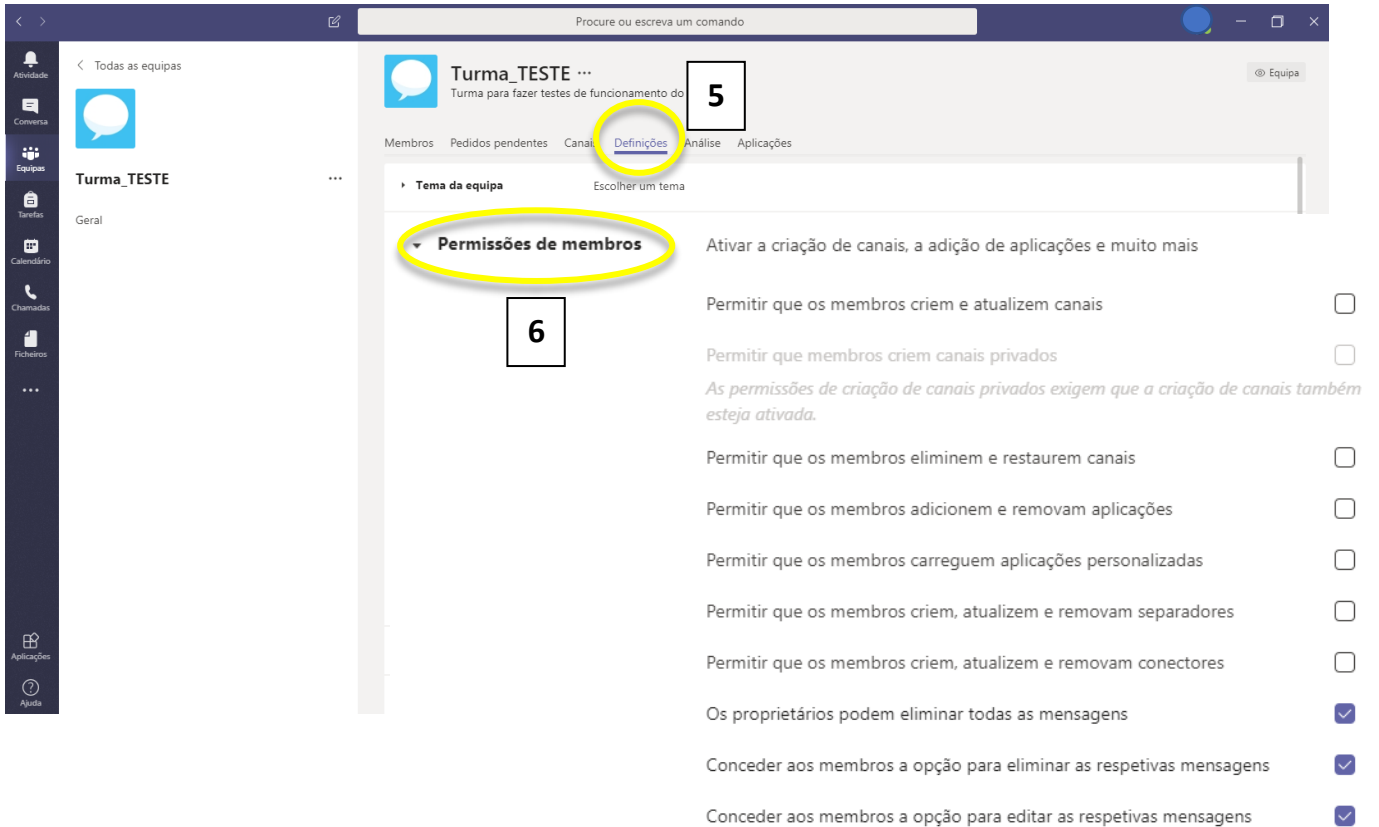 Procure ou escreva um comando
Atividade
Conversa
Equipas
Tarefas
Calendário
Chamadas
Ficheiros
Aplicações
Ajuda
Todas as equipas
Turma_TESTE
Geral
Turma_TESTE
Turma para fazer testes de funcionamento do
Equipa
5
Membros Pedidos pendentes Canais Definições Análise Aplicações
Tema da equipa Escolher um tema
Permissões de membros Ativar a criação de canais, a adição de aplicações e muito mais
6
Permitir que os membros criem e atualizem canais
Permitir que membros criem canais privados
As permissões de criação de canais privados exigem que a criação de canais também
esteja ativada.
Permitir que os membros eliminem e restaurem canais
Permitir que os membros adicionem e removam aplicações
Permitir que os membros carreguem aplicações personalizadas
Permitir que os membros criem, atualizem e removam separadores
Permitir que os membros criem, atualizem e removam conectores
Os proprietários podem eliminar todas as mensagens
Conceder aos membros a opção para eliminar as respetivas mensagens
Conceder aos membros a opção para editar as respetivas mensagens